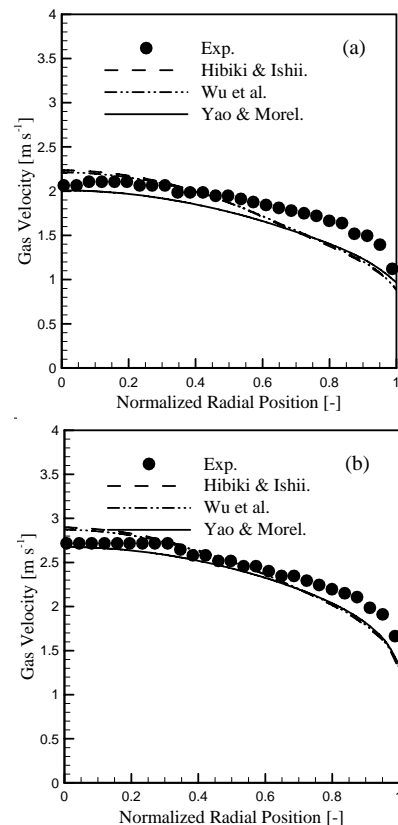 4
(a)
Exp.
Hibiki & Ishii.
3.5
Wu et al.
3
Yao & Morel.
2.5
2
1.5
1
0.5
0
Gas Velocity [m s-1]
0 0.2 0.4 0.6 0.8 1
Normalized Radial Position [-]
4
(b)
Exp.
3.5
Hibiki & Ishii.
Wu et al.
3
Yao & Morel.
2.5
2
1.5
1
0.5
0
Gas Velocity [m s-1]
0 0.2 0.4 0.6 0.8 1
Normalized Radial Position [-]